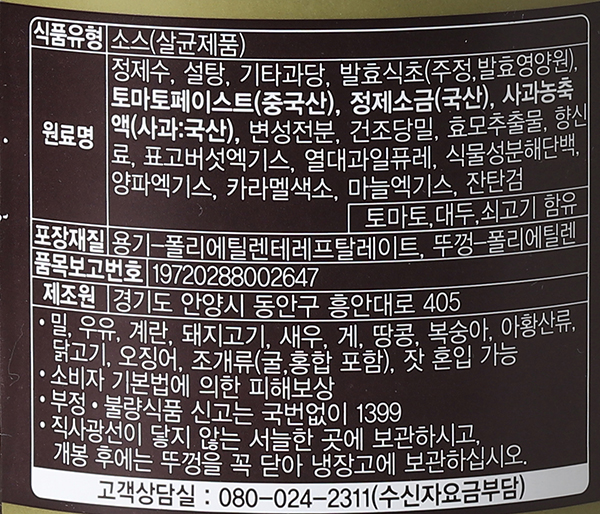 식품유형 소스(살균제품)
원료명 정제수, 설탕, 기타과당, 발효식초(주정,발효영양원),
토마토페이스트(중국산), 정제소금(국산), 사과농축
액(사과:국산), 변성전분, 건조당밀, 효모추출물, 향신
료, 표고버섯엑기스, 열대과일퓨레, 식물성분해단백,
양파엑기스, 카라멜색소, 마늘엑기스, 잔탄검
토마토,대두,쇠고기 함유
포장재질 용기-폴리에틸렌테레프탈레이트, 뚜껑-폴리에틸렌
품목보고번호 19720288002647
제조원 경기도 안양시 동안구 흥안대로 405
• 밀, 우유, 계란, 돼지고기, 새우, 게, 땅콩, 복숭아, 아황산류,
닭고기, 오징어, 조개류(굴,홍합 포함), 잣 혼입 가능
• 소비자 기본법에 의한 피해보상
• 부정•불량식품 신고는 국번없이 1399
• 직사광선이 닿지 않는 서늘한 곳에 보관하시고,
개봉 후에는 뚜껑을 꼭 닫아 냉장고에 보관하십시오.
고객상담실 : 080-024-2311(수신자요금부담)